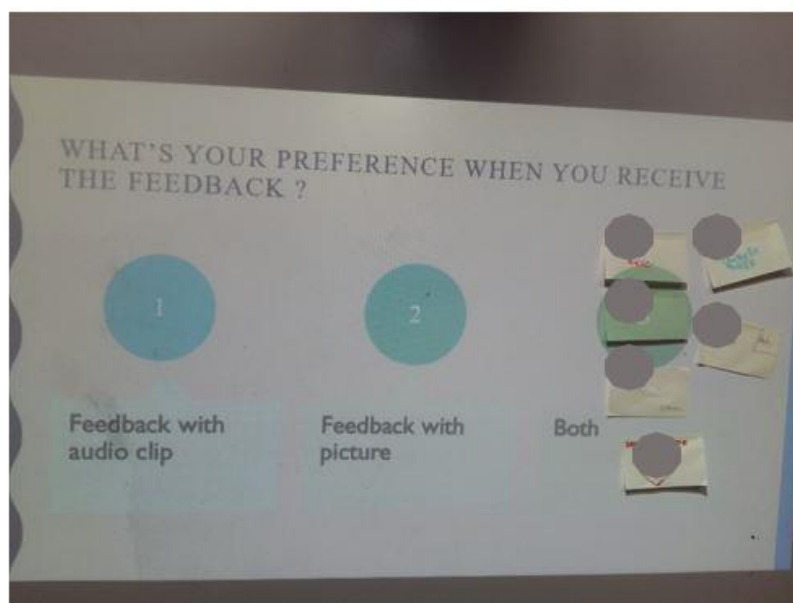 WHAT'S YOUR PREFERENCE WHEN YOU RECEIVE
THE FEEDBACK ?
1
2
Feedback with
audio clip
Feedback with
picture
Both